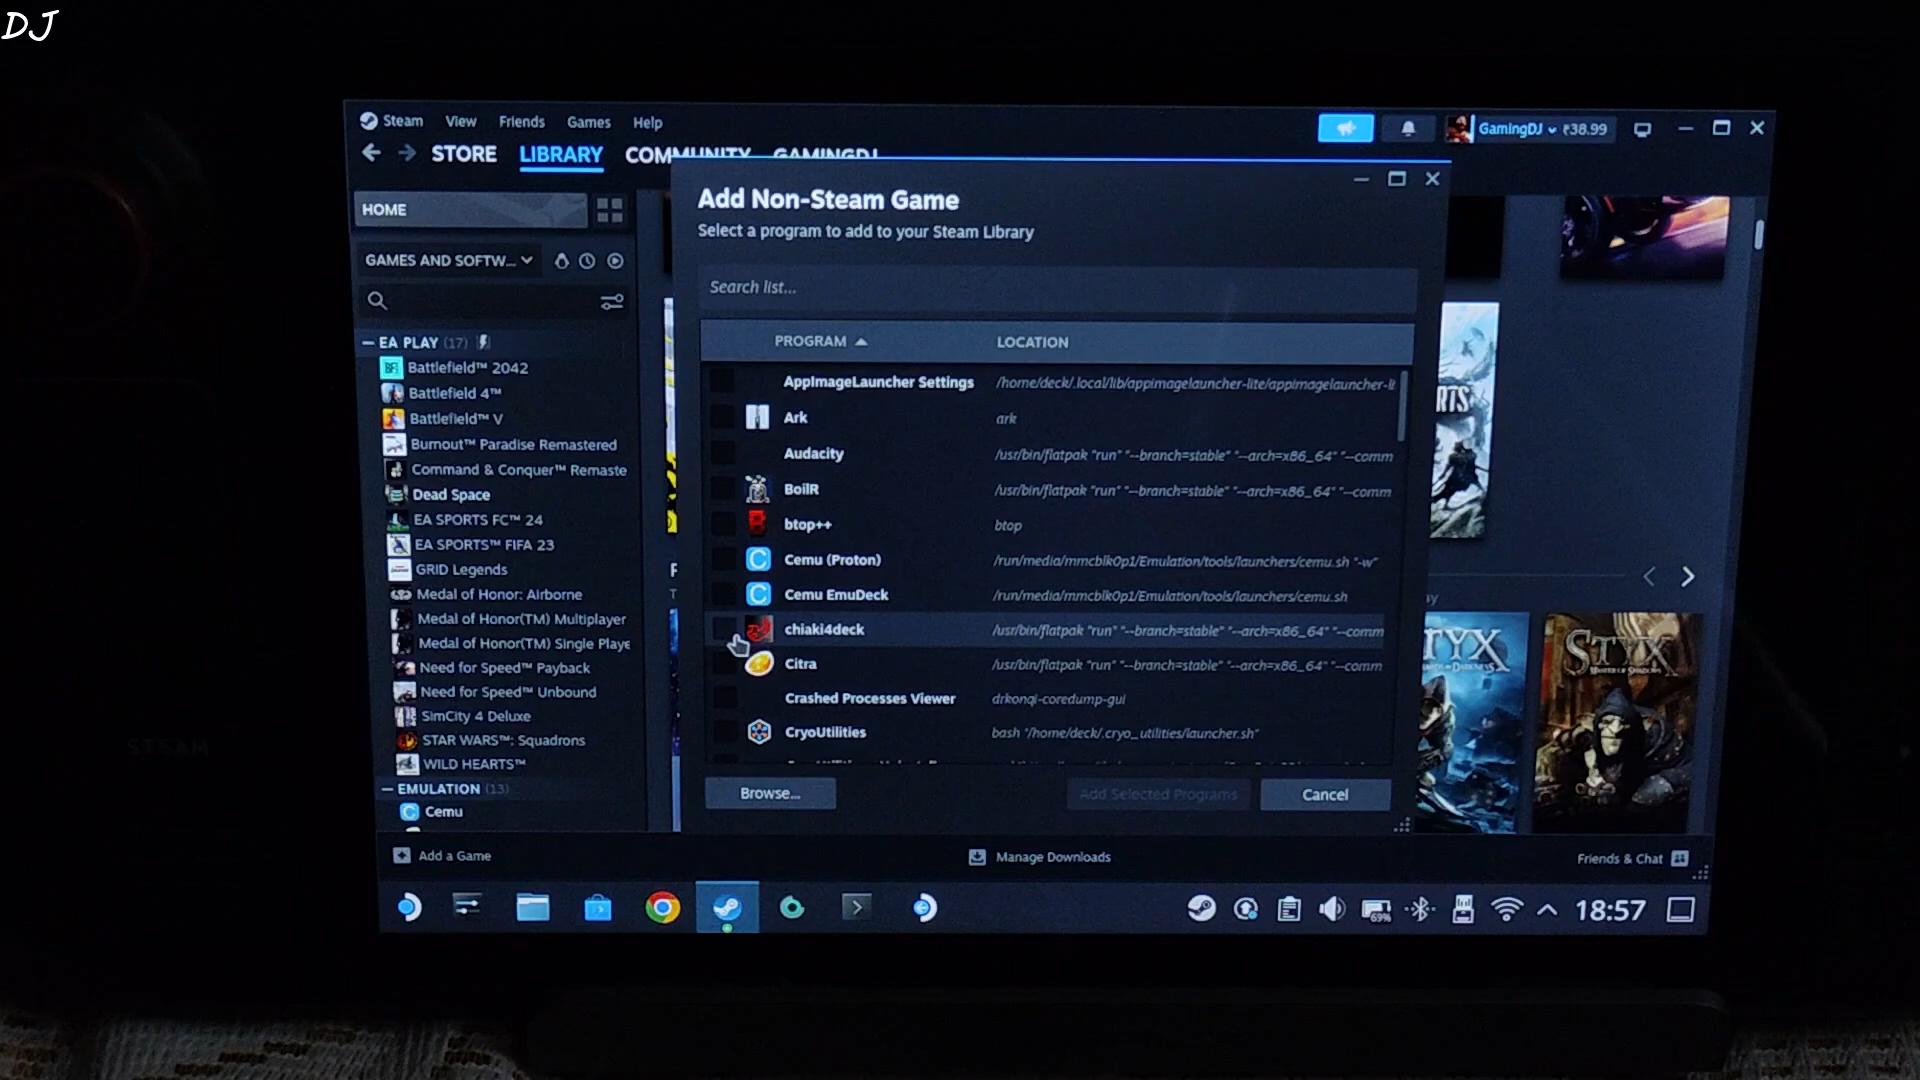 DJ
Steam View Friends Games Help
GamingDJ ₹38.99
STORE LIBRARY COMMUNITY GAMINGDJ
HOME
GAMES AND SOFTW...
EA PLAY (17)
Battlefield™ 2042
Battlefield 4™
Battlefield™ V
Burnout™ Paradise Remastered
Command & Conquer™ Remaste
Dead Space
EA SPORTS FC™ 24
EA SPORTS™ FIFA 23
GRID Legends
Medal of Honor: Airborne
Medal of Honor(TM) Multiplayer
Medal of Honor(TM) Single Playe
Need for Speed™ Payback
Need for Speed™ Unbound
SimCity 4 Deluxe
STAR WARS™: Squadrons
WILD HEARTS™
EMULATION (13)
Cemu
Add Non-Steam Game
Select a program to add to your Steam Library
Search list...
PROGRAM LOCATION
AppImageLauncher Settings /home/deck/.local/lib/appimagelauncher-lite/appimagelauncher-li
Ark ark
Audacity /usr/bin/flatpak "run" "--branch=stable" "--arch=x86_64" "--comm
BoilR /usr/bin/flatpak "run" "--branch=stable" "--arch=x86_64" "--comm
btop++ btop
Cemu (Proton) /run/media/mmcblk0p1/Emulation/tools/launchers/cemu.sh "-w"
Cemu EmuDeck /run/media/mmcblk0p1/Emulation/tools/launchers/cemu.sh
chiaki4deck /usr/bin/flatpak "run" "--branch=stable" "--arch=x86_64" "--comm
Citra /usr/bin/flatpak "run" "--branch=stable" "--arch=x86_64" "--comm
Crashed Processes Viewer drkonqi-coredump-gui
CryoUtilities bash "/home/deck/.cryo_utilities/launcher.sh"
Browse... Add Selected Programs Cancel
RTS
ay
TYX
STYX
MASTER OF SHADOWS
Add a Game
Manage Downloads
Friends & Chat
69%
18:57
STEAM